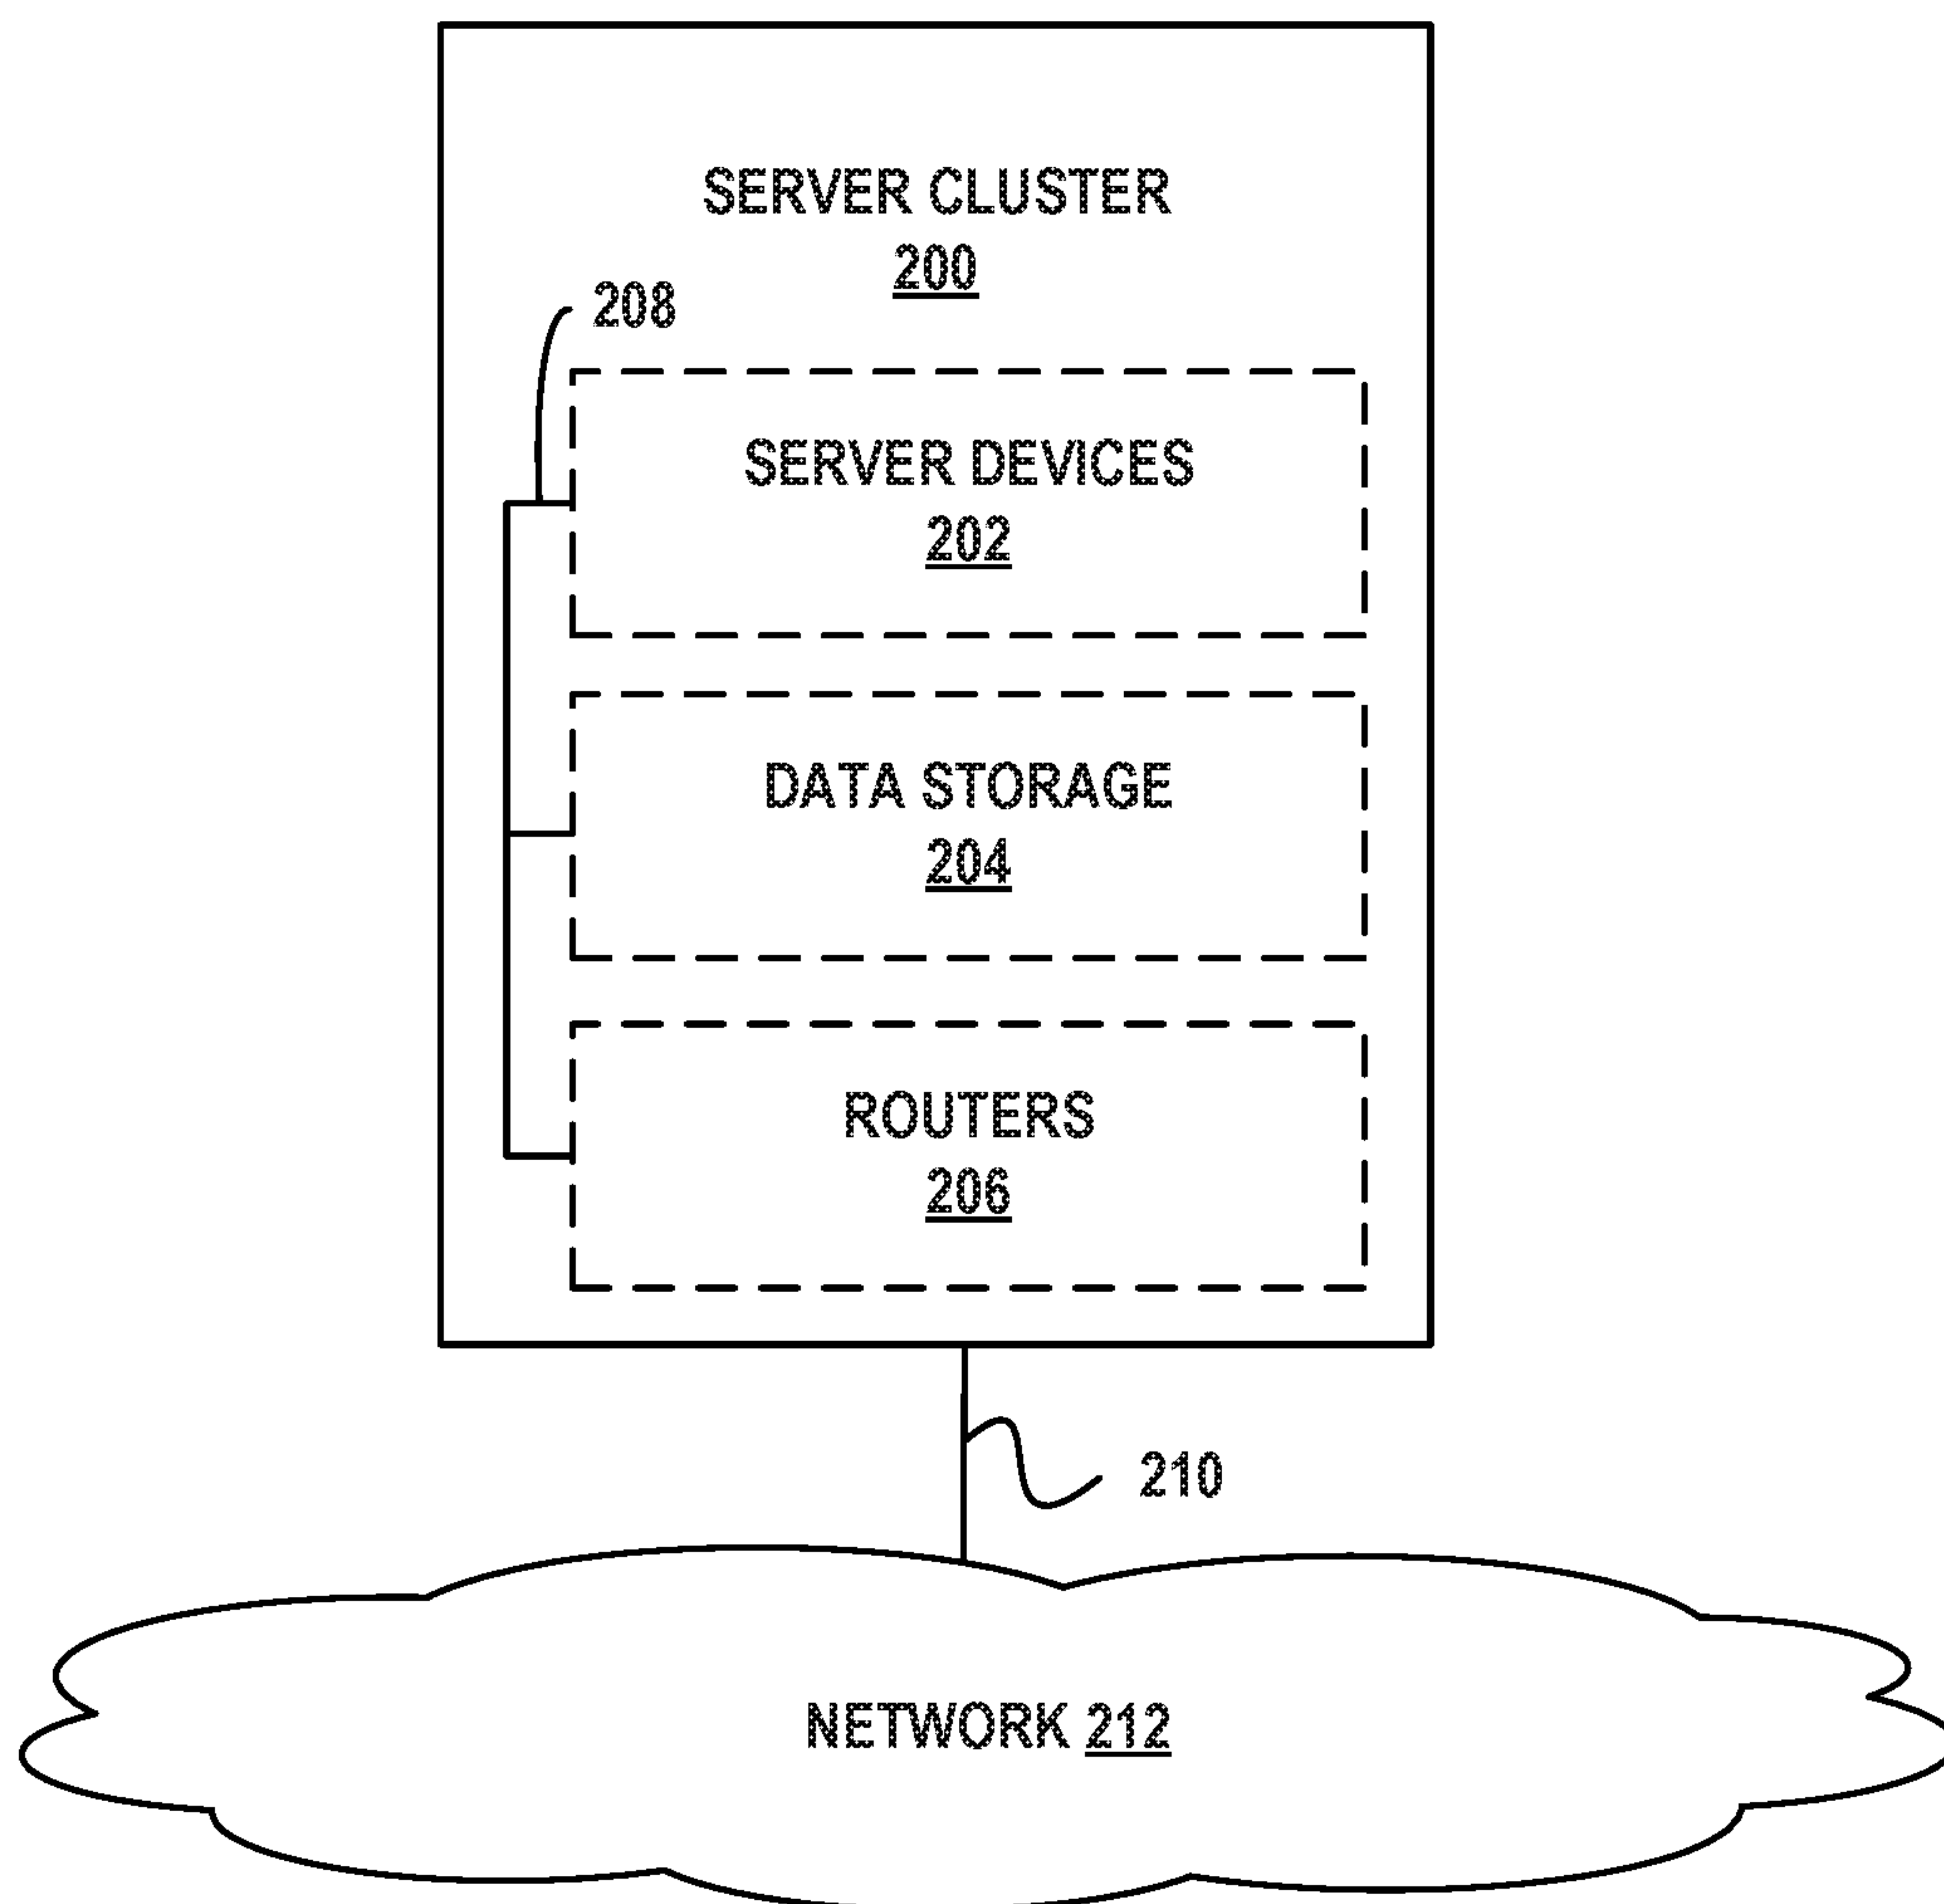 SERVER CLUSTER
200
208
SERVER DEVICES
202
DATA STORAGE
204
ROUTERS
206
210
NETWORK 212